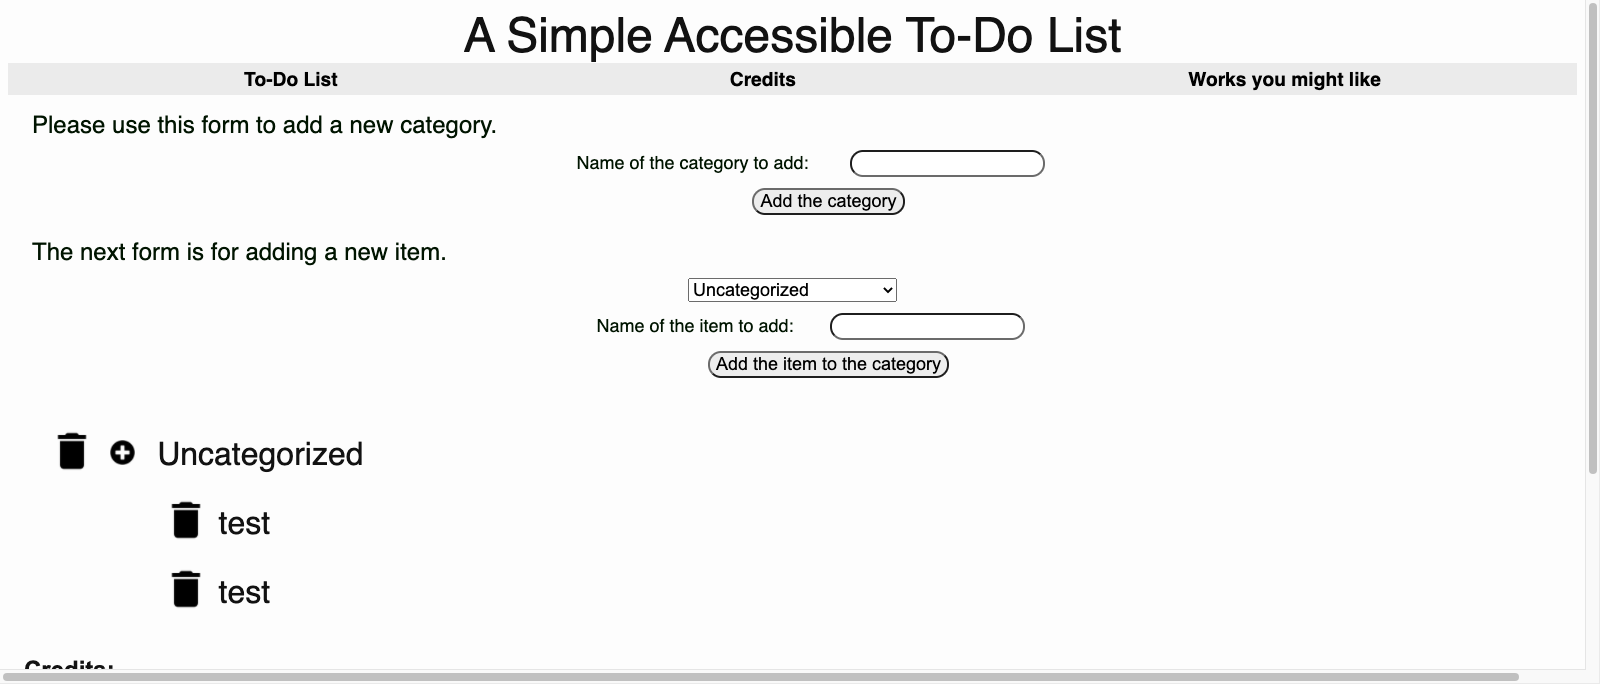 A Simple Accessible To-Do List
To-Do List Credits Works you might like
Please use this form to add a new category.
Name of the category to add:
Add the category
The next form is for adding a new item.
Uncategorized
Name of the item to add:
Add the item to the category
Uncategorized
test
test
Credits: